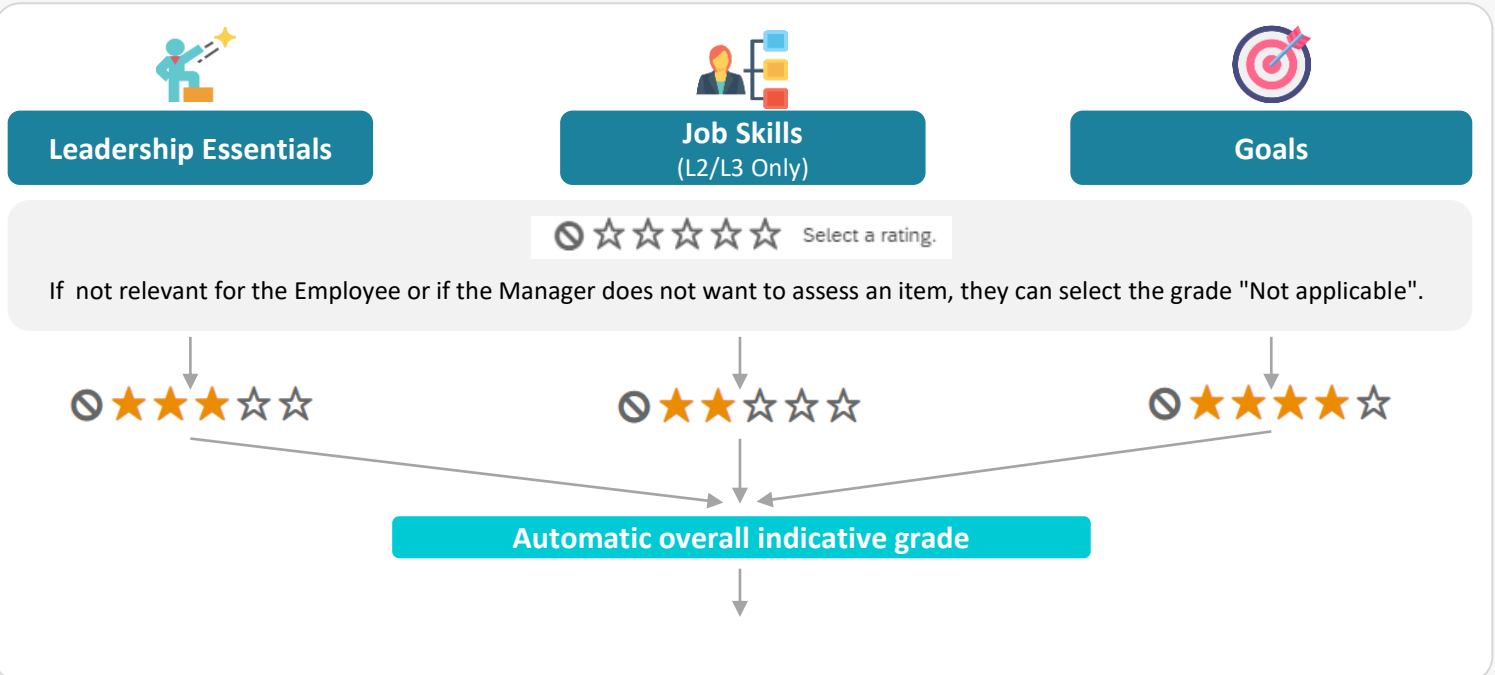 Leadership Essentials
Job Skills
(L2/L3 Only)
Goals
Select a rating.
If not relevant for the Employee or if the Manager does not want to assess an item, they can select the grade "Not applicable".
Automatic overall indicative grade